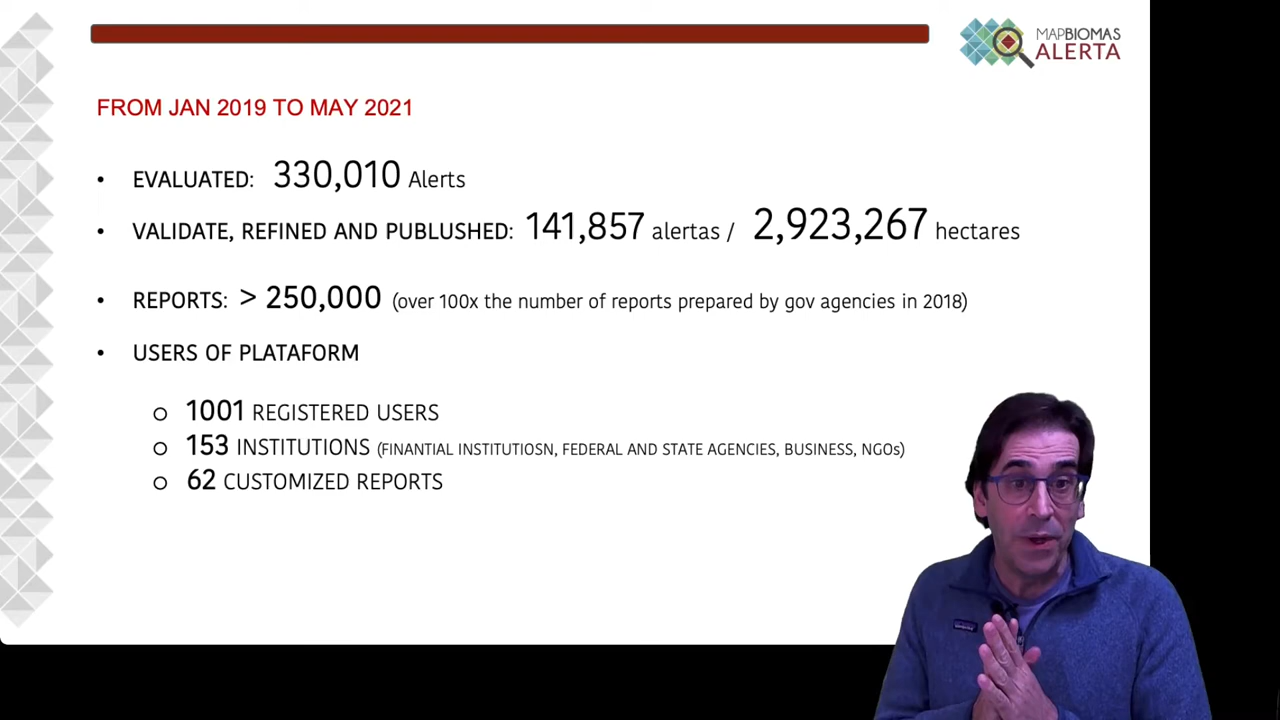 MAPBIOMAS
ALERTA
FROM JAN 2019 TO MAY 2021
• EVALUATED: 330,010 Alerts
• VALIDATE, REFINED AND PUBLUSHED: 141,857 alertas / 2,923,267 hectares
• REPORTS: > 250,000 (over 100x the number of reports prepared by gov agencies in 2018)
• USERS OF PLATAFORM
o 1001 REGISTERED USERS
o 153 INSTITUTIONS (FINANTIAL INSTITUTIOSN, FEDERAL AND STATE AGENCIES, BUSINESS, NGOs)
o 62 CUSTOMIZED REPORTS
patagonia